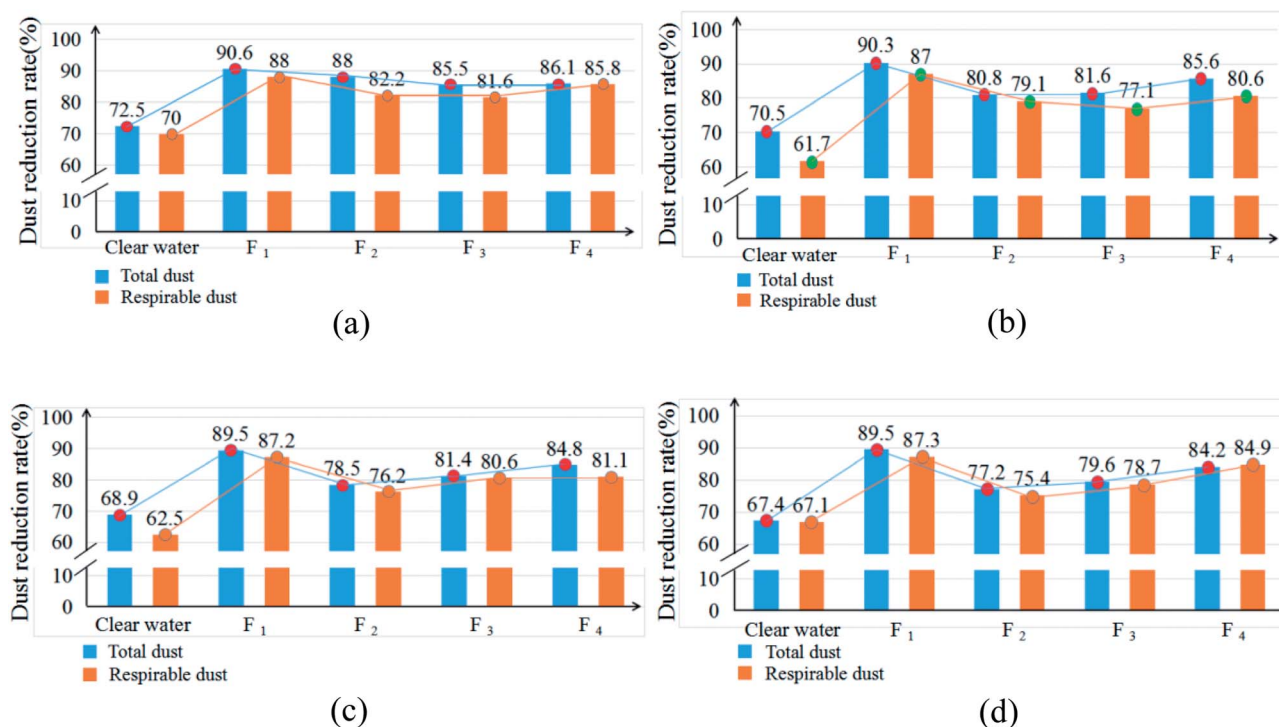 Dust reduction rate(%)
100
90
80
70
60
10
0
72.5
70
90.6
88
88
82.2
85.5
81.6
86.1
85.8
Clear water
F 1
F 2
F 3
F 4
Total dust
Respirable dust
(a)
Dust reduction rate(%)
100
90
80
70
60
10
0
70.5
61.7
90.3
87
80.8
79.1
81.6
77.1
85.6
80.6
Clear water
F 1
F 2
F 3
F 4
Total dust
Respirable dust
(b)
Dust reduction rate(%)
100
90
80
70
60
10
0
68.9
62.5
89.5
87.2
78.5
76.2
81.4
80.6
84.8
81.1
Clear water
F 1
F 2
F 3
F 4
Total dust
Respirable dust
(c)
Dust reduction rate(%)
100
90
80
70
60
10
0
67.4
67.1
89.5
87.3
77.2
75.4
79.6
78.7
84.2
84.9
Clear water
F 1
F 2
F 3
F 4
Total dust
Respirable dust
(d)